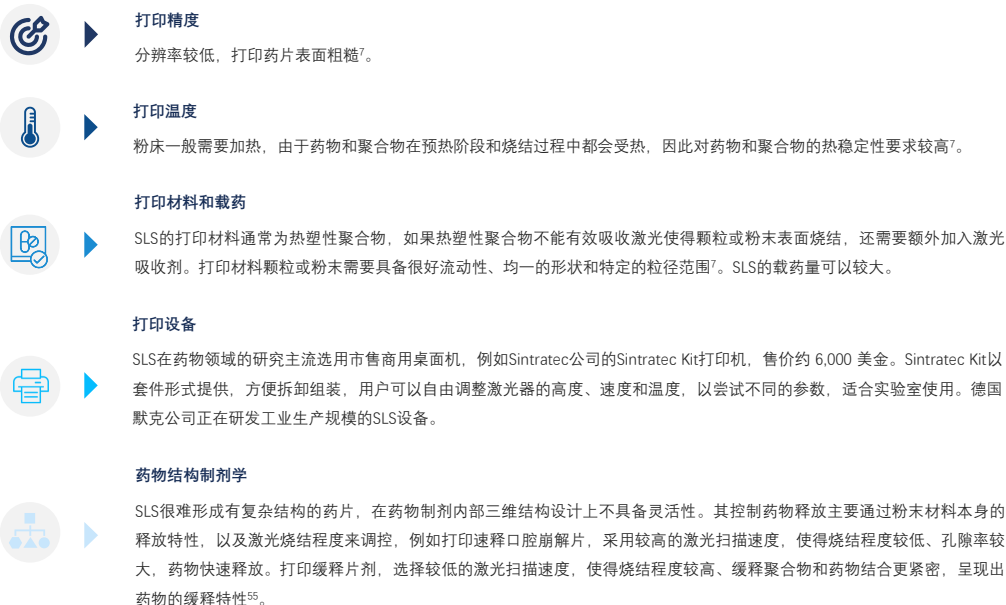 打印精度
分辨率较低，打印药片表面粗糙⁷。
打印温度
粉床一般需要加热，由于药物和聚合物在预热阶段和烧结过程中都会受热，因此对药物和聚合物的热稳定性要求较高⁷。
打印材料和载药
SLS的打印材料通常为热塑性聚合物，如果热塑性聚合物不能有效吸收激光使得颗粒或粉末表面烧结，还需要额外加入激光
吸收剂。打印材料颗粒或粉末需要具备很好流动性、均一的形状和特定的粒径范围⁷。SLS的载药量可以较大。
打印设备
SLS在药物领域的研究主流选用市售商用桌面机，例如Sintratec公司的Sintratec Kit打印机，售价约 6,000 美金。Sintratec Kit以
套件形式提供，方便拆卸组装，用户可以自由调整激光器的高度、速度和温度，以尝试不同的参数，适合实验室使用。德国
默克公司正在研发工业生产规模的SLS设备。
药物结构制剂学
SLS很难形成有复杂结构的药片，在药物制剂内部三维结构设计上不具备灵活性。其控制药物释放主要通过粉末材料本身的
释放特性，以及激光烧结程度来调控，例如打印速释口腔崩解片，采用较高的激光扫描速度，使得烧结程度较低、孔隙率较
大，药物快速释放。打印缓释片剂，选择较低的激光扫描速度，使得烧结程度较高、缓释聚合物和药物结合更紧密，呈现出
药物的缓释特性⁵⁵。